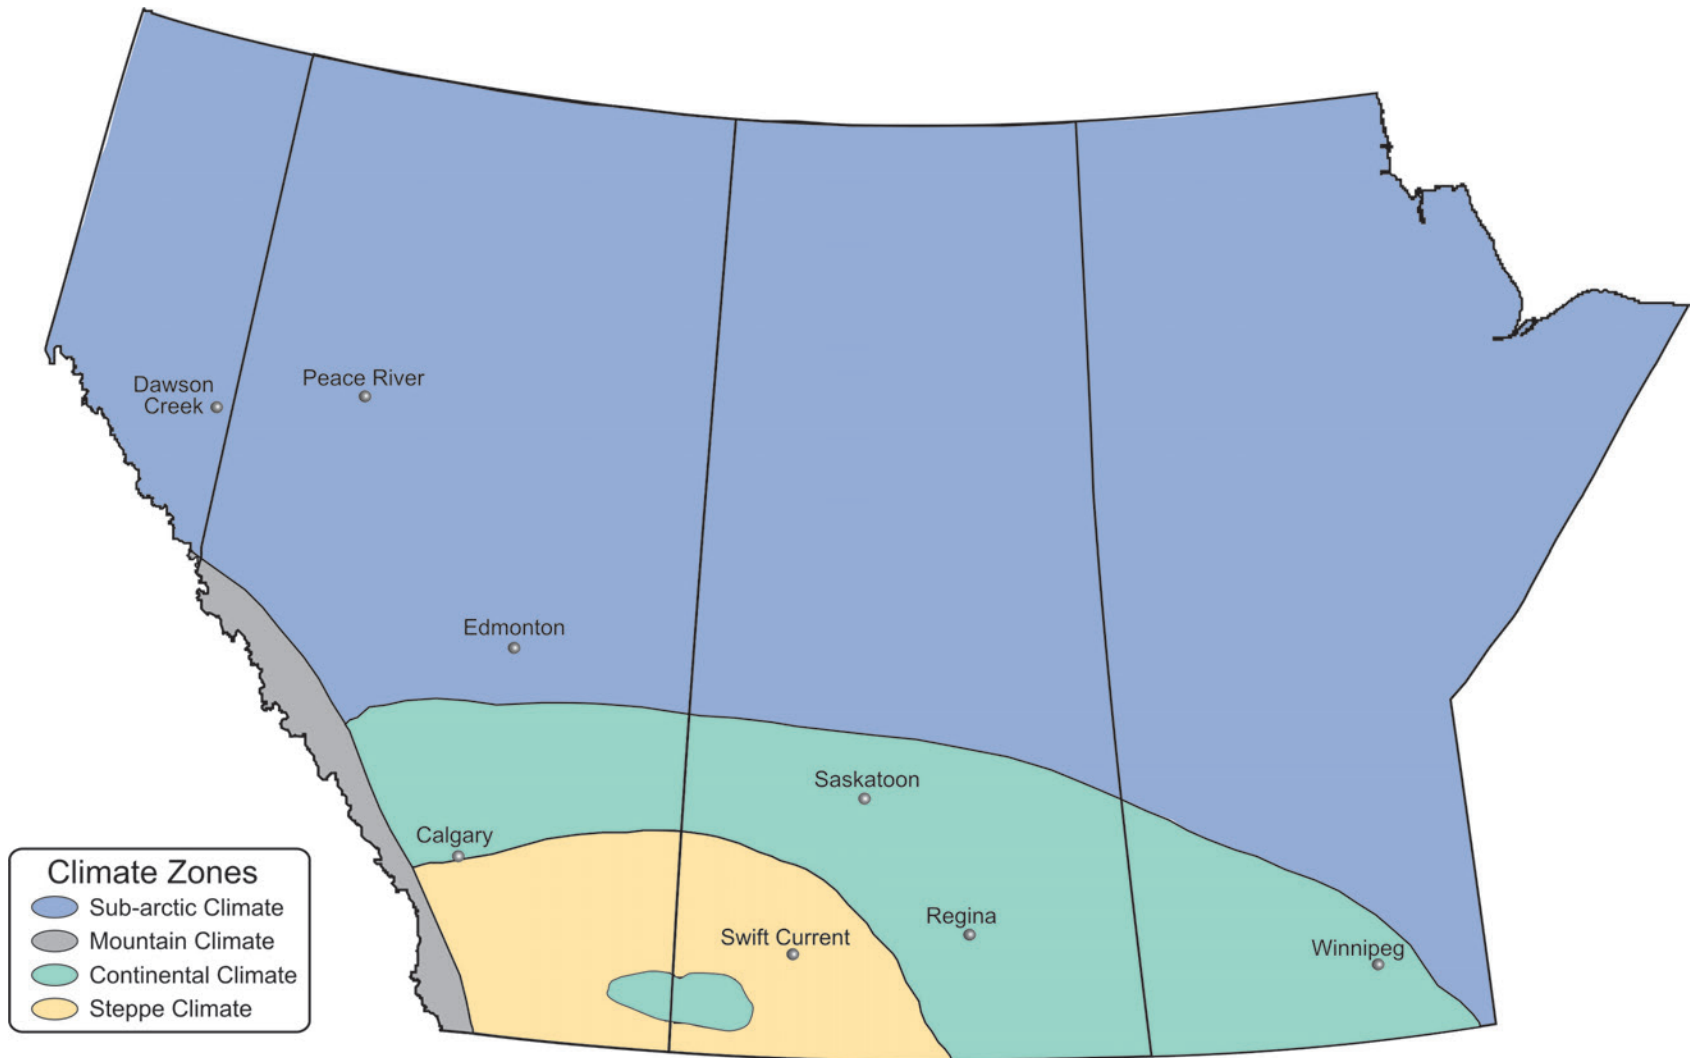 Dawson
Creek
Peace River
Edmonton
Saskatoon
Calgary
Regina
Swift Current
Winnipeg
Climate Zones
Sub-arctic Climate
Mountain Climate
Continental Climate
Steppe Climate